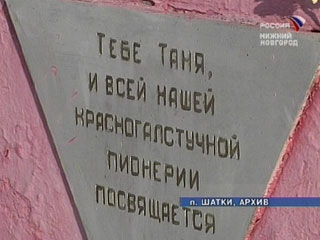 РОССИЯ
НИЖНИЙ
НОВГОРОД
ТЕБЕ ТАНЯ,
И ВСЕЙ НАШЕЙ
КРАСНОГАЛСТУЧНОЙ
ПИОНЕРИИ
ПОСВЯЩАЕТСЯ
п. ШАТКИ, АРХИВ